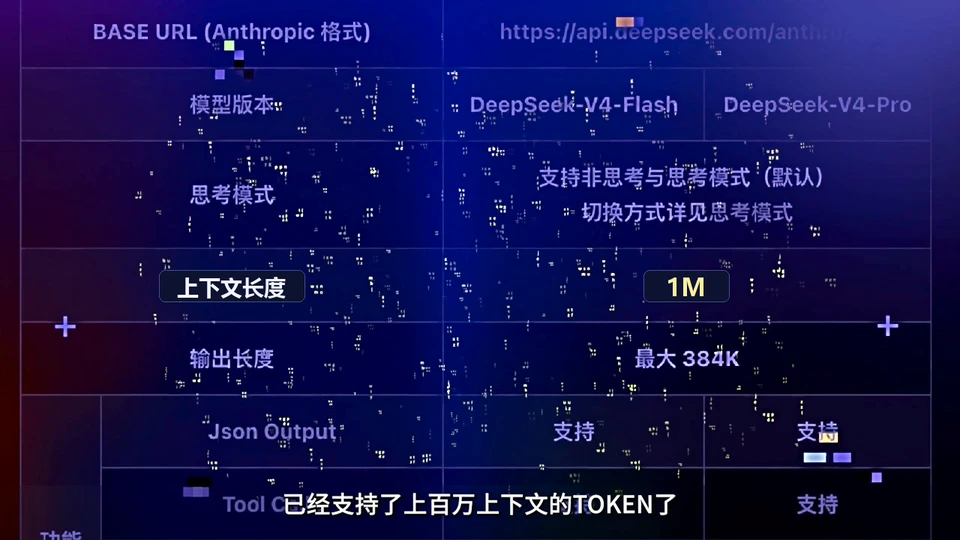 BASE URL (Anthropic 格式)
https://api.deepseek.com/anthropic
模型版本
DeepSeek-V4-Flash
DeepSeek-V4-Pro
思考模式
支持非思考与思考模式（默认）
切换方式详见思考模式
上下文长度
1M
输出长度
最大 384K
Json Output
支持
支持
Tool
支持
功能
已经支持了上百万上下文的TOKEN了